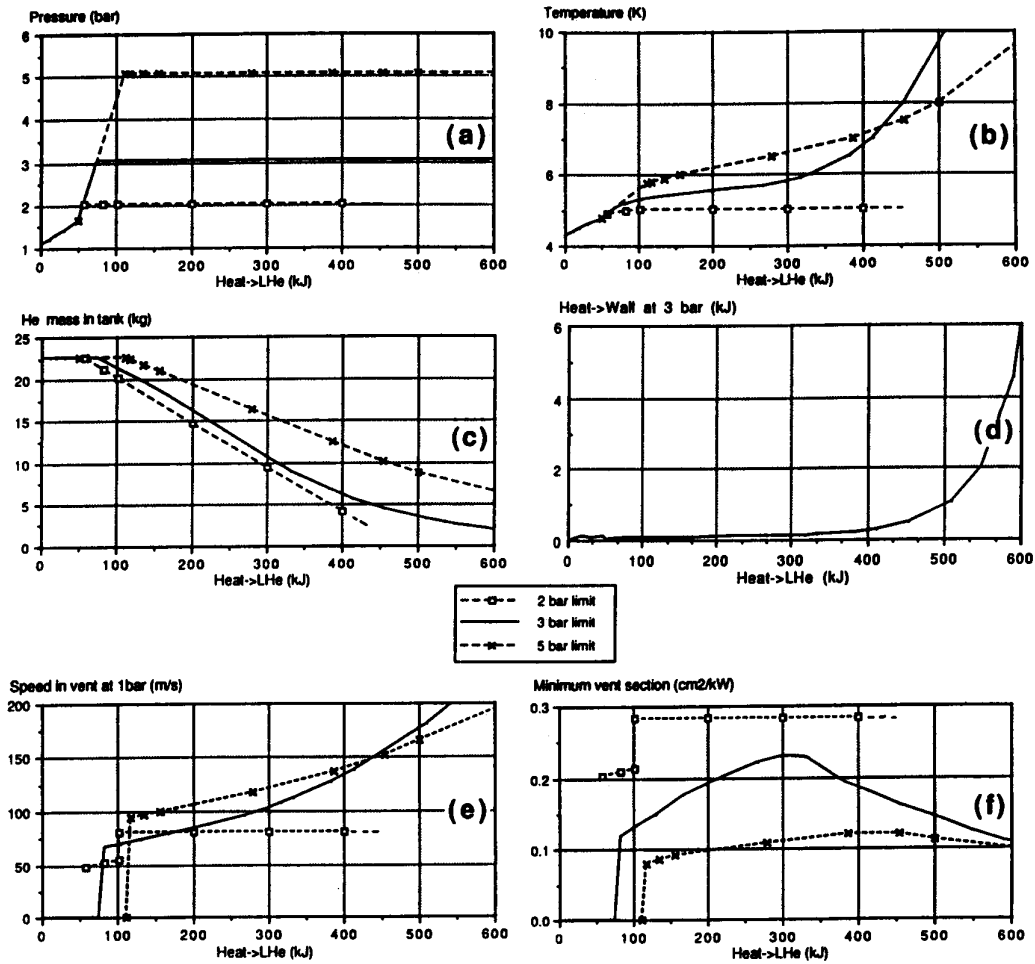 Pressure (bar)
6
5
4
3
2
1
0 100 200 300 400 500 600
Heat->LHe (kJ)
(a)
Temperature (K)
10
8
6
4
0 100 200 300 400 500 600
Heat->LHe (kJ)
(b)
He mass in tank (kg)
25
20
15
10
5
0
0 100 200 300 400 500 600
Heat->LHe (kJ)
(c)
Heat->Wall at 3 bar (kJ)
6
4
2
0
0 100 200 300 400 500 600
Heat->LHe (kJ)
(d)
2 bar limit
3 bar limit
5 bar limit
Speed in vent at 1bar (m/s)
200
150
100
50
0
0 100 200 300 400 500 600
Heat->LHe (kJ)
(e)
Minimum vent section (cm2/kW)
0.3
0.2
0.1
0.0
0 100 200 300 400 500 600
Heat->LHe (kJ)
(f)